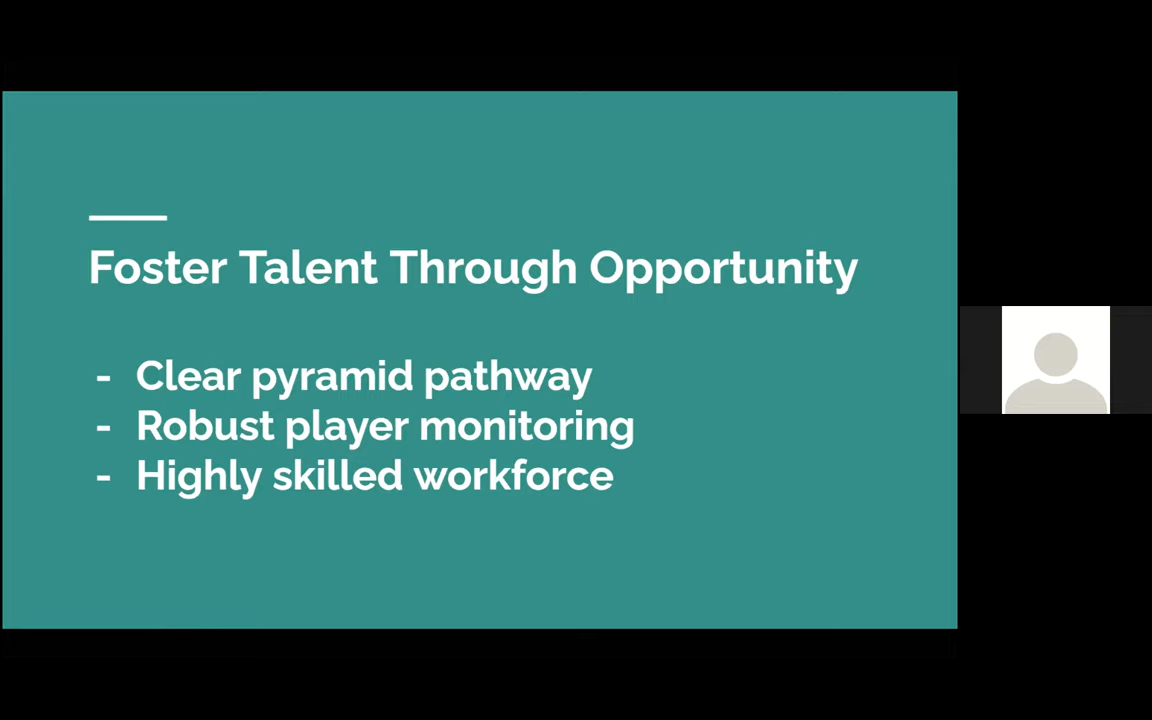 Foster Talent Through Opportunity
- Clear pyramid pathway
- Robust player monitoring
- Highly skilled workforce